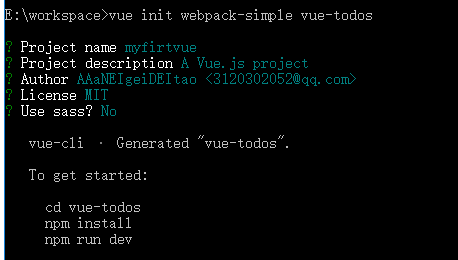 E:\workspace>vue init webpack-simple vue-todos
? Project name myfirtvue
? Project description A Vue.js project
? Author AAaNEIgeiDEItao <3120302052@qq.com>
? License MIT
? Use sass? No
vue-cli · Generated "vue-todos".
To get started:
cd vue-todos
npm install
npm run dev